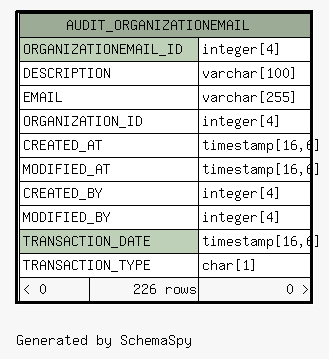 AUDIT_ORGANIZATIONEMAIL
ORGANIZATIONEMAIL_ID integer[4]
DESCRIPTION varchar[100]
EMAIL varchar[255]
ORGANIZATION_ID integer[4]
CREATED_AT timestamp[16,6]
MODIFIED_AT timestamp[16,6]
CREATED_BY integer[4]
MODIFIED_BY integer[4]
TRANSACTION_DATE timestamp[16,6]
TRANSACTION_TYPE char[1]
< 0 226 rows 0 >
Generated by SchemaSpy